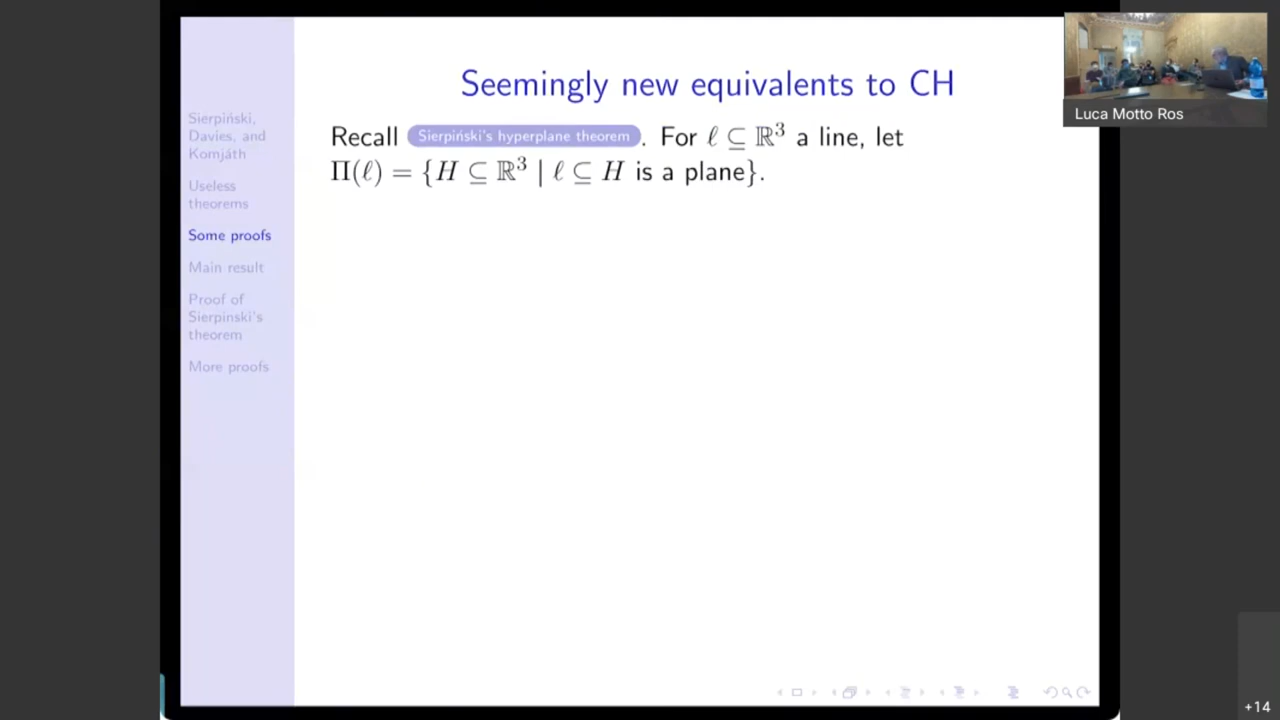 Seemingly new equivalents to CH
Recall Sierpiński's hyperplane theorem . For ℓ ⊆ ℝ³ a line, let
Π(ℓ) = {H ⊆ ℝ³ | ℓ ⊆ H is a plane}.
Sierpiński,
Davies, and
Komjáth
Useless
theorems
Some proofs
Main result
Proof of
Sierpinski's
theorem
More proofs
Luca Motto Ros
+14